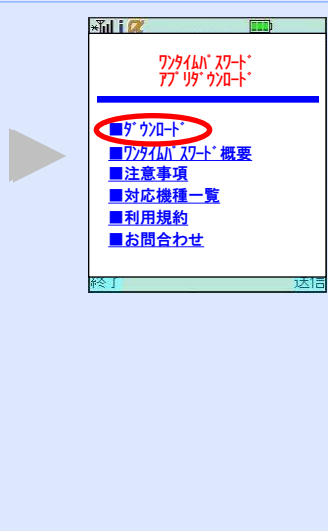 ﾜﾝﾀｲﾑﾊﾟｽﾜｰﾄﾞ
ｱﾌﾟﾘﾀﾞｳﾝﾛｰﾄﾞ
■ﾀﾞｳﾝﾛｰﾄﾞ
■ﾜﾝﾀｲﾑﾊﾟｽﾜｰﾄﾞ概要
■注意事項
■対応機種一覧
■利用規約
■お問合わせ
終了 送信